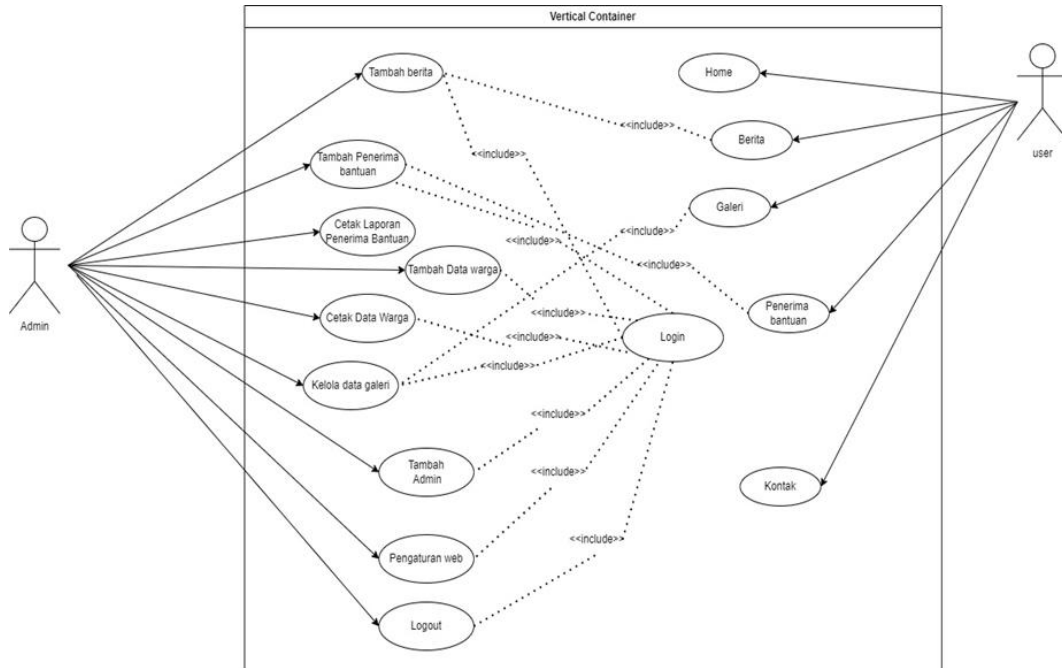 Vertical Container
Tambah berita
Home
<<include>>
Berita
user
<<include>>
Tambah Penerima
bantuan
Galeri
Cetak Laporan
Penerima Bantuan
<<include>>
<<include>>
<<include>>
Tambah Data warga
Admin
Cetak Data Warga
<<include>>
Penerima
bantuan
<<include>>
Login
<<include>>
Kelola data galeri
<<include>>
Tambah
Admin
<<include>>
Kontak
Pengaturan web
<<include>>
Logout